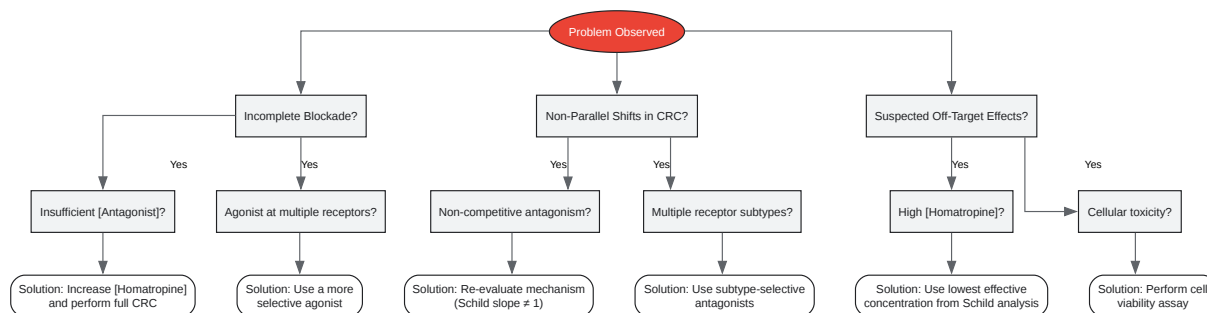 Problem Observed
Incomplete Blockade?
Non-Parallel Shifts in CRC?
Suspected Off-Target Effects?
Yes
Yes
Yes
Yes
Yes
Yes
Insufficient [Antagonist]?
Agonist at multiple receptors?
Non-competitive antagonism?
Multiple receptor subtypes?
High [Homatropine]?
Cellular toxicity?
Solution: Increase [Homatropine]
and perform full CRC
Solution: Use a more
selective agonist
Solution: Re-evaluate mechanism
(Schild slope ≠ 1)
Solution: Use subtype-selective
antagonists
Solution: Use lowest effective
concentration from Schild analysis
Solution: Perform cell
viability assay